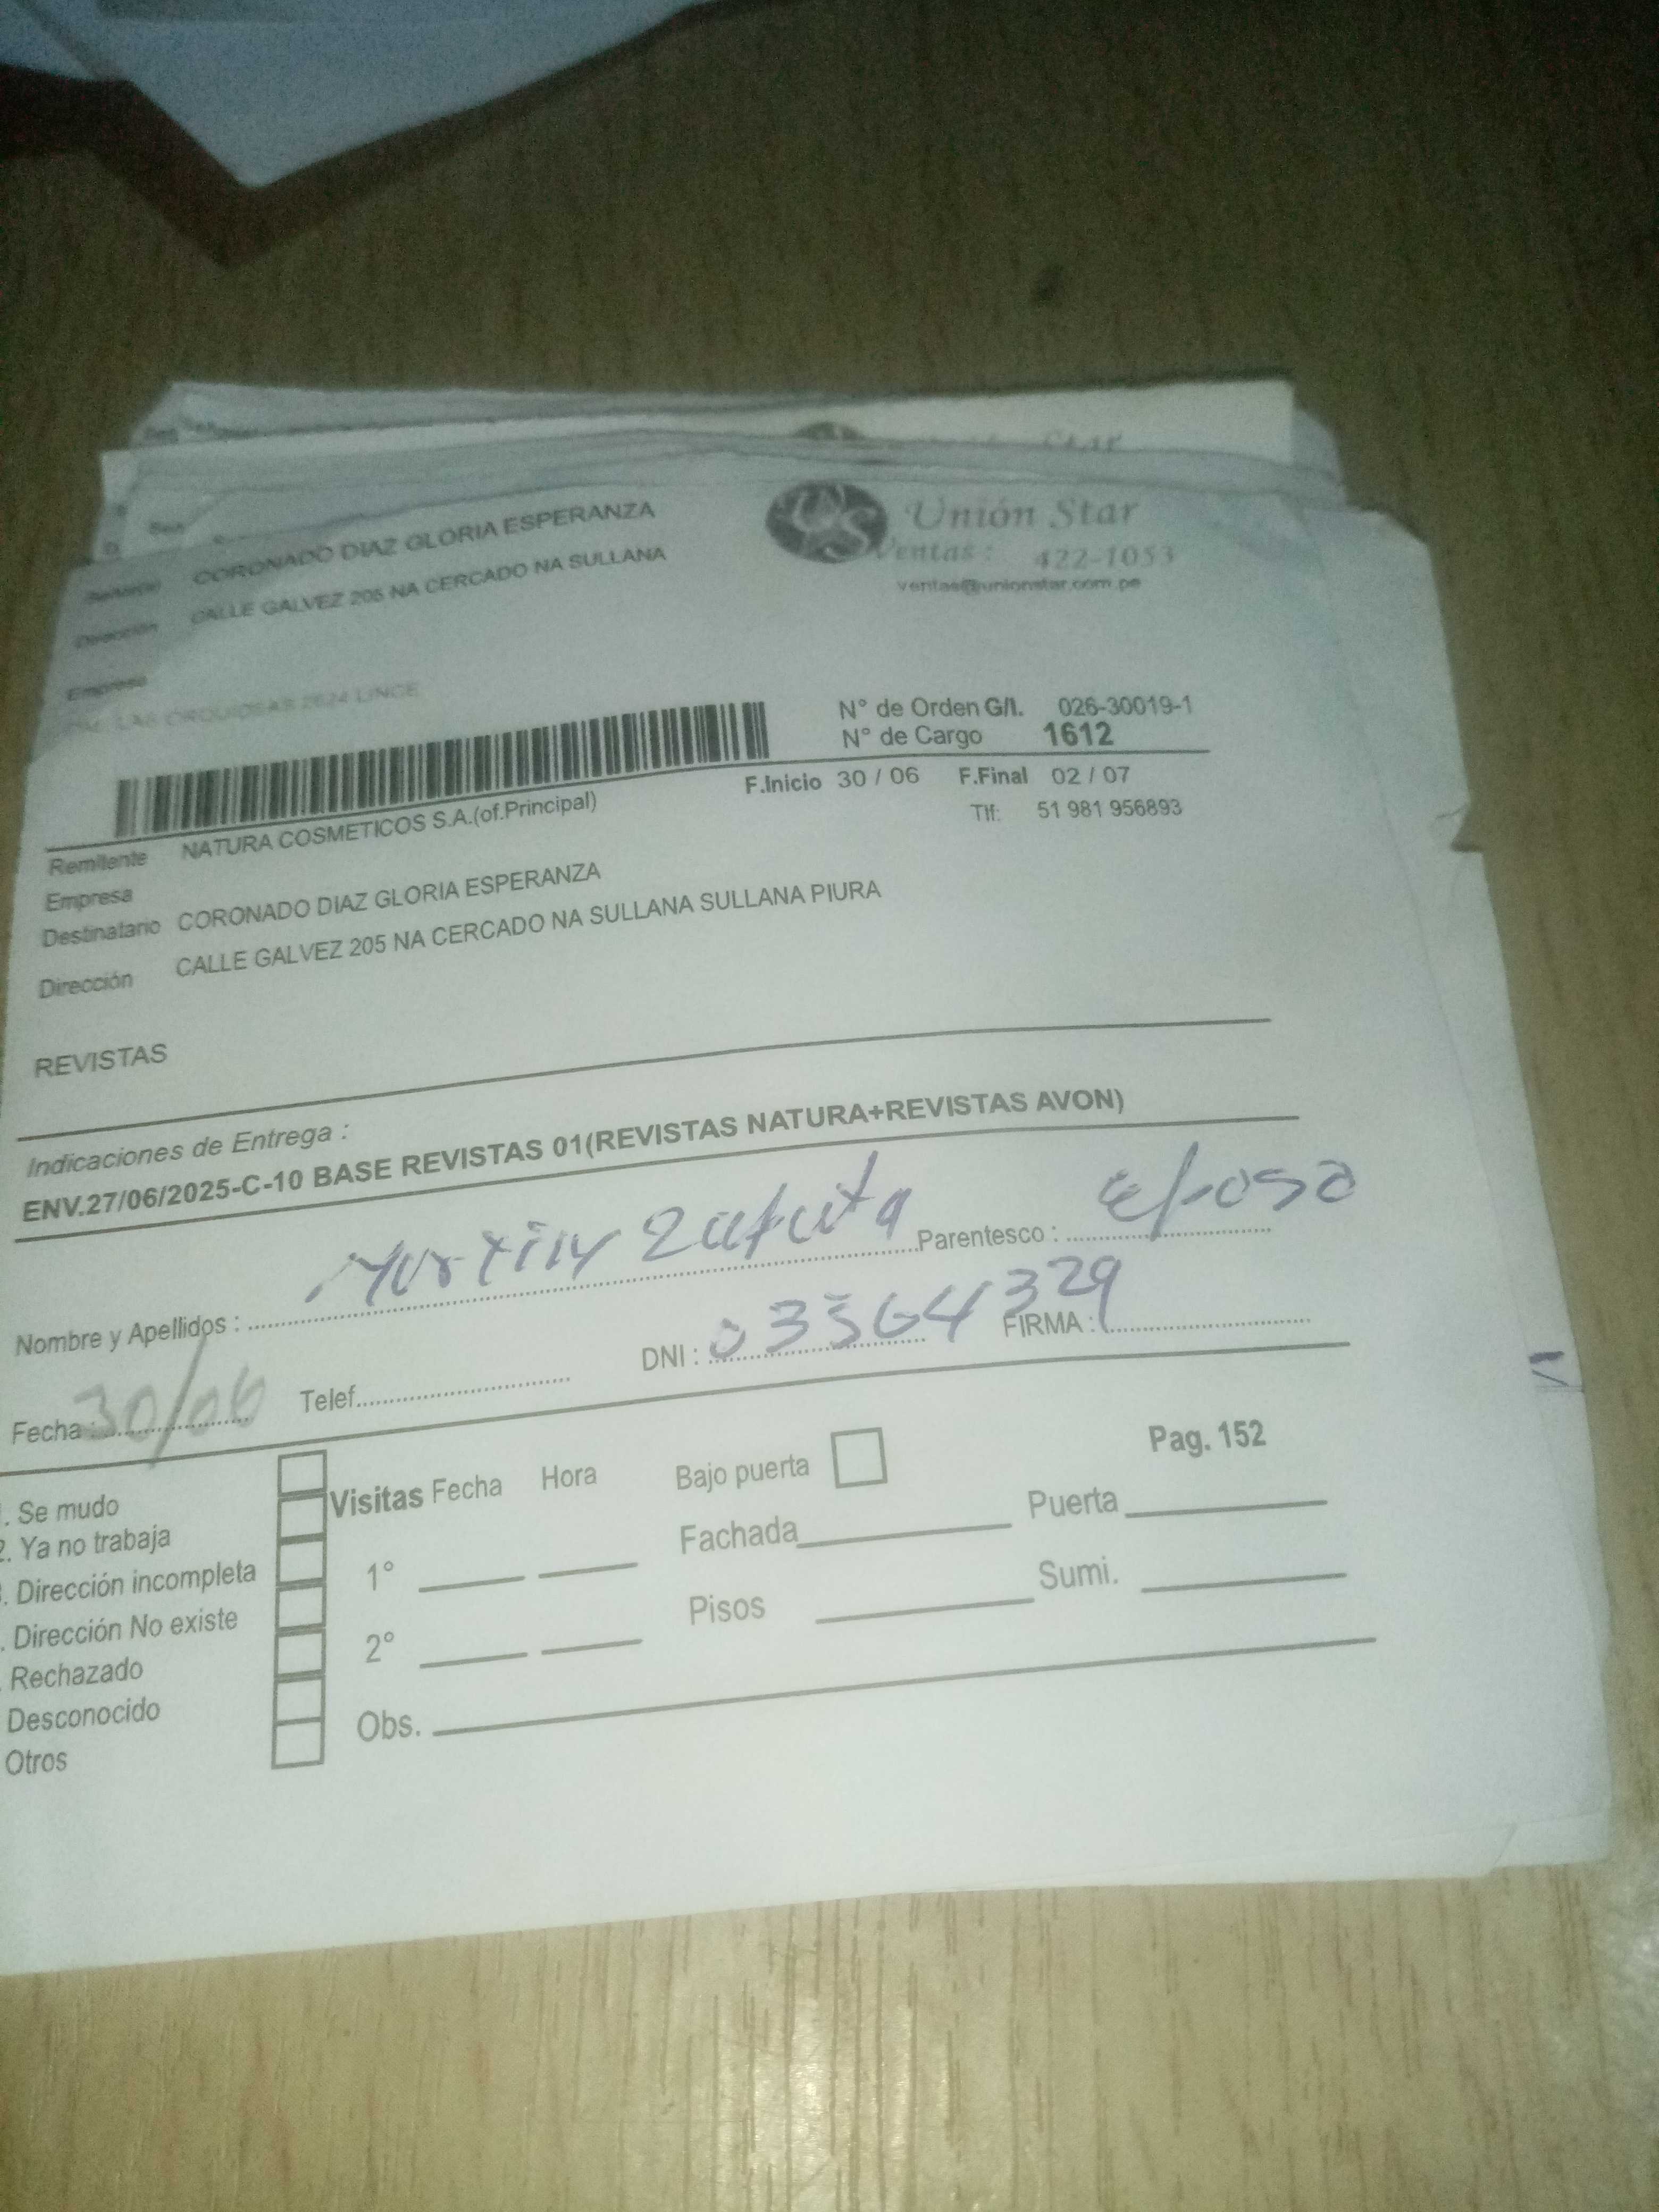 CORONADO DIAZ GLORIA ESPERANZA
Dirección CALLE GALVEZ 205 NA CERCADO NA SULLANA
Empresa
Unión Star
Ventas : 422-1053
ventas@unionstar.com.pe
N° de Orden G/I. 026-30019-1
N° de Cargo 1612
F.Inicio 30 / 06 F.Final 02 / 07
Tlf: 51 981 956893
Remitente NATURA COSMETICOS S.A.(of.Principal)
Empresa
Destinatario CORONADO DIAZ GLORIA ESPERANZA
Dirección CALLE GALVEZ 205 NA CERCADO NA SULLANA SULLANA PIURA
REVISTAS
Indicaciones de Entrega :
ENV.27/06/2025-C-10 BASE REVISTAS 01(REVISTAS NATURA+REVISTAS AVON)
Nombre y Apellidos : Parentesco : eposo
Fecha : 30/06 Telef. DNI : FIRMA :
Pag. 152
. Se mudo
. Ya no trabaja
. Dirección incompleta
. Dirección No existe
. Rechazado
Desconocido
Otros
Visitas Fecha Hora
1°
2°
Obs.
Bajo puerta
Fachada Puerta
Pisos Sumi.